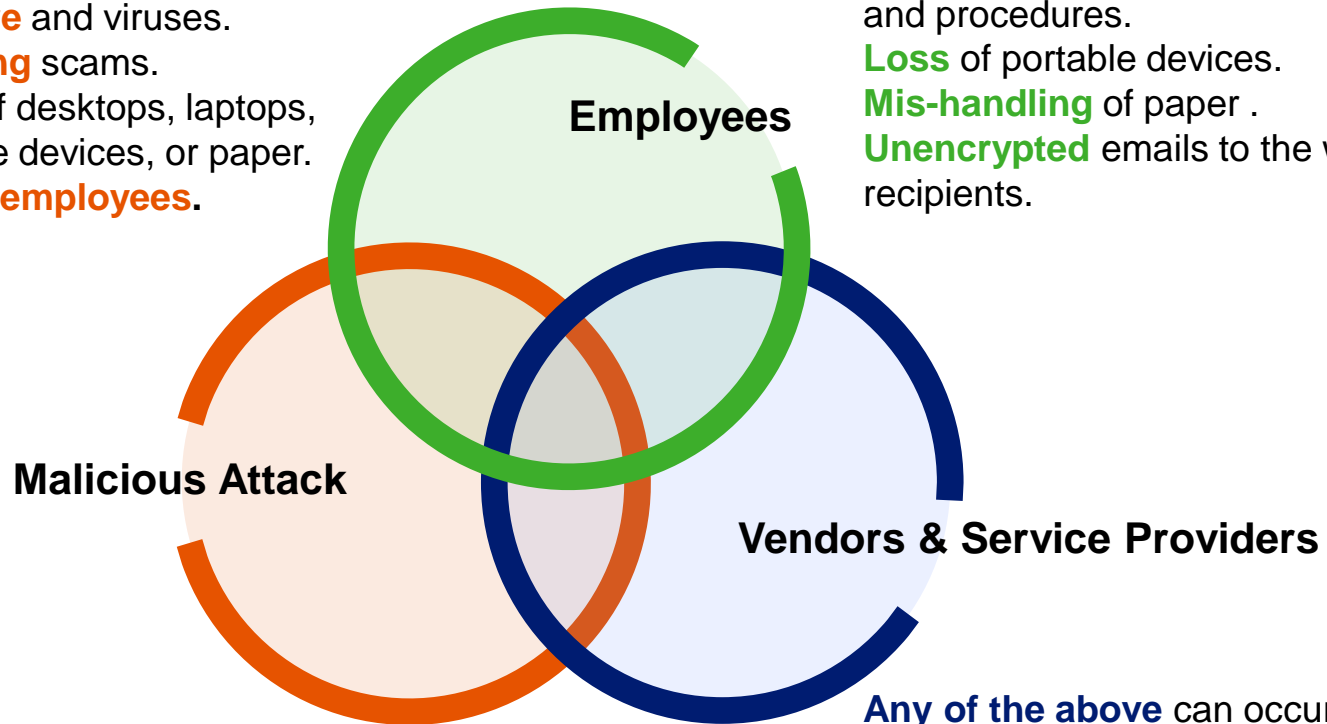 and viruses.
scams.
desktops, laptops,
devices, or paper.
employees.
and procedures.
Loss of portable devices.
Mis-handling of paper .
Unencrypted emails to the
recipients.
Employees
Malicious Attack
Vendors & Service Providers
Any of the above can occur